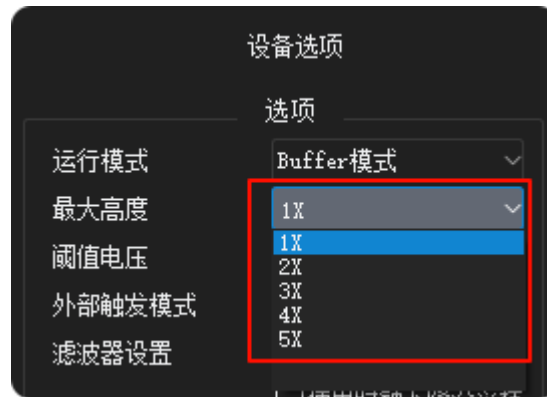 设备选项
选项
运行模式 Buffer模式
最大高度 1X
1X
阈值电压 2X
3X
外部触发模式 4X
5X
滤波器设置